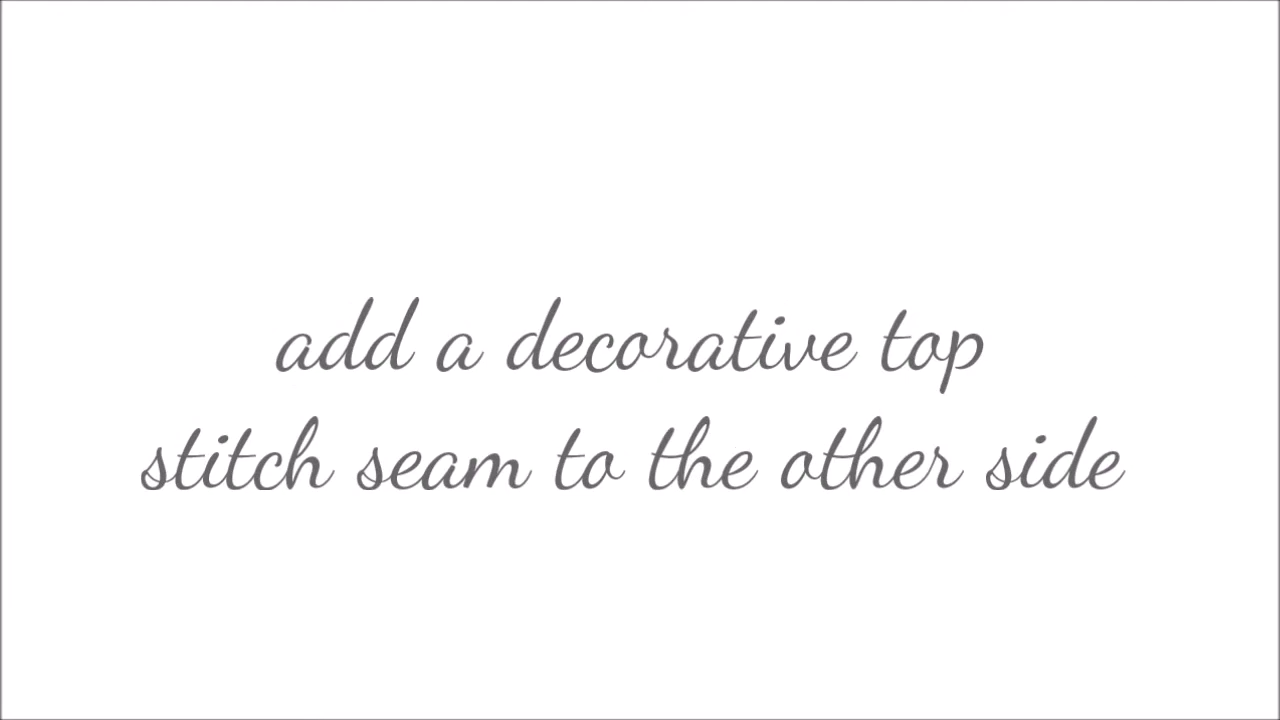 add a decorative top
stitch seam to the other side